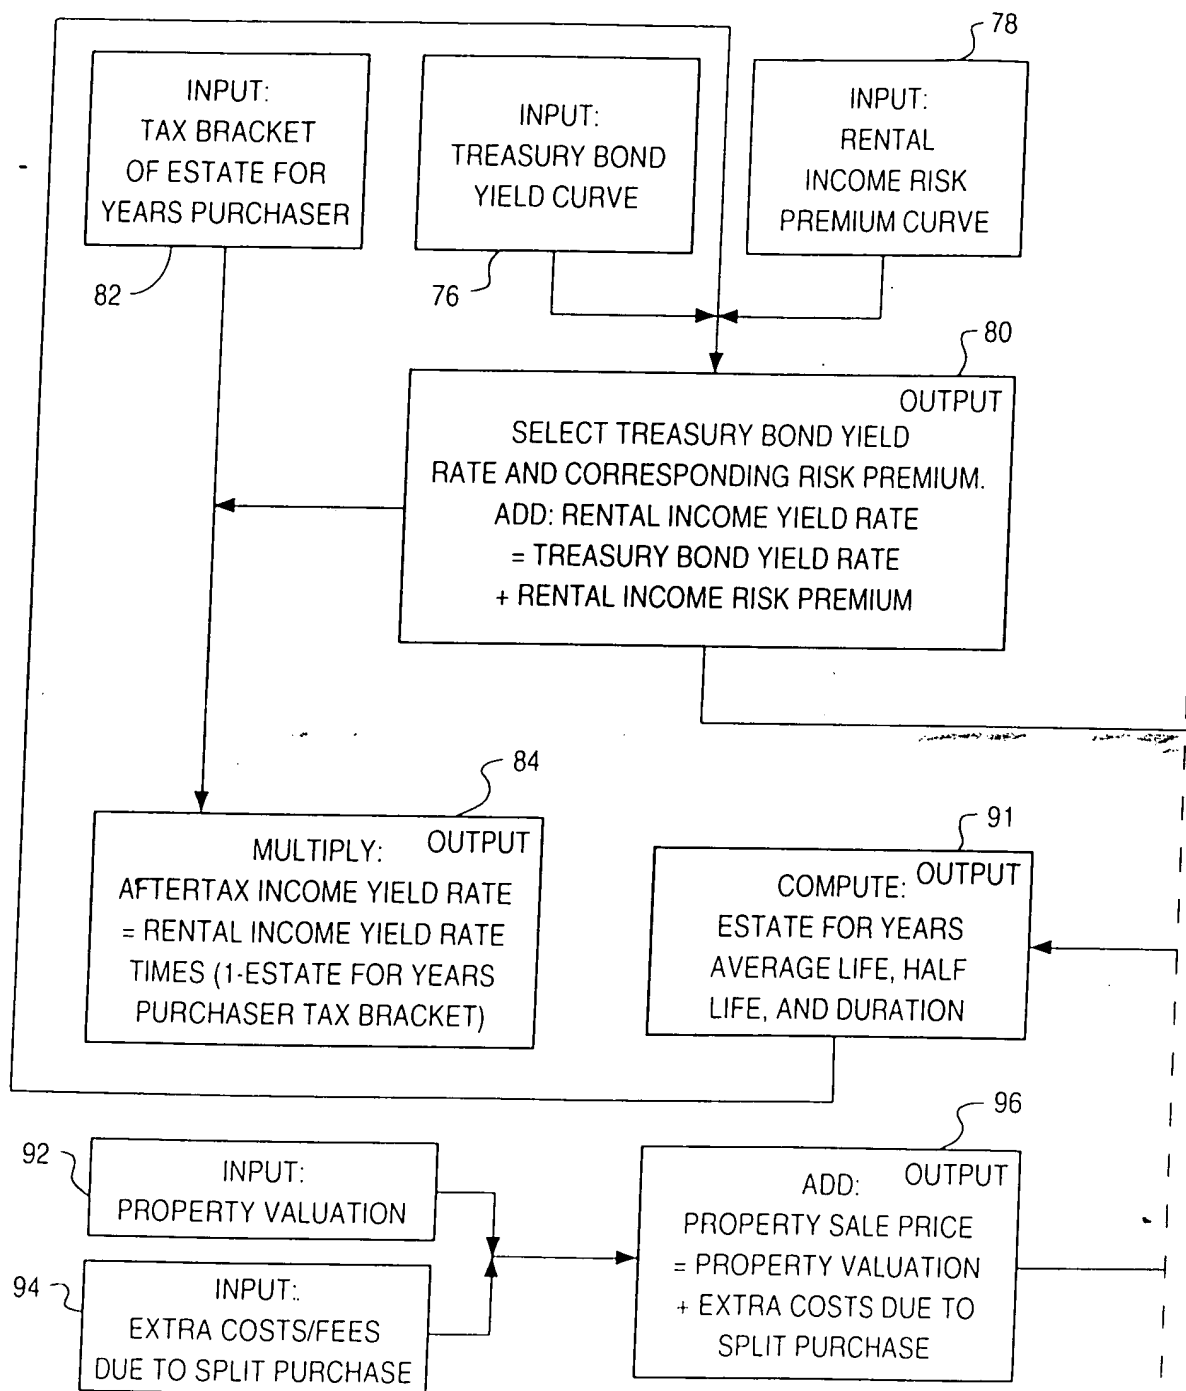 78
INPUT:
TAX BRACKET
OF ESTATE FOR
YEARS PURCHASER
82
INPUT:
TREASURY BOND
YIELD CURVE
76
INPUT:
RENTAL
INCOME RISK
PREMIUM CURVE
80
OUTPUT
SELECT TREASURY BOND YIELD
RATE AND CORRESPONDING RISK PREMIUM.
ADD: RENTAL INCOME YIELD RATE
= TREASURY BOND YIELD RATE
+ RENTAL INCOME RISK PREMIUM
84
MULTIPLY: OUTPUT
AFTERTAX INCOME YIELD RATE
= RENTAL INCOME YIELD RATE
TIMES (1-ESTATE FOR YEARS
PURCHASER TAX BRACKET)
91
COMPUTE: OUTPUT
ESTATE FOR YEARS
AVERAGE LIFE, HALF
LIFE, AND DURATION
92
INPUT:
PROPERTY VALUATION
94
INPUT:
EXTRA COSTS/FEES
DUE TO SPLIT PURCHASE
96
ADD: OUTPUT
PROPERTY SALE PRICE
= PROPERTY VALUATION
+ EXTRA COSTS DUE TO
SPLIT PURCHASE